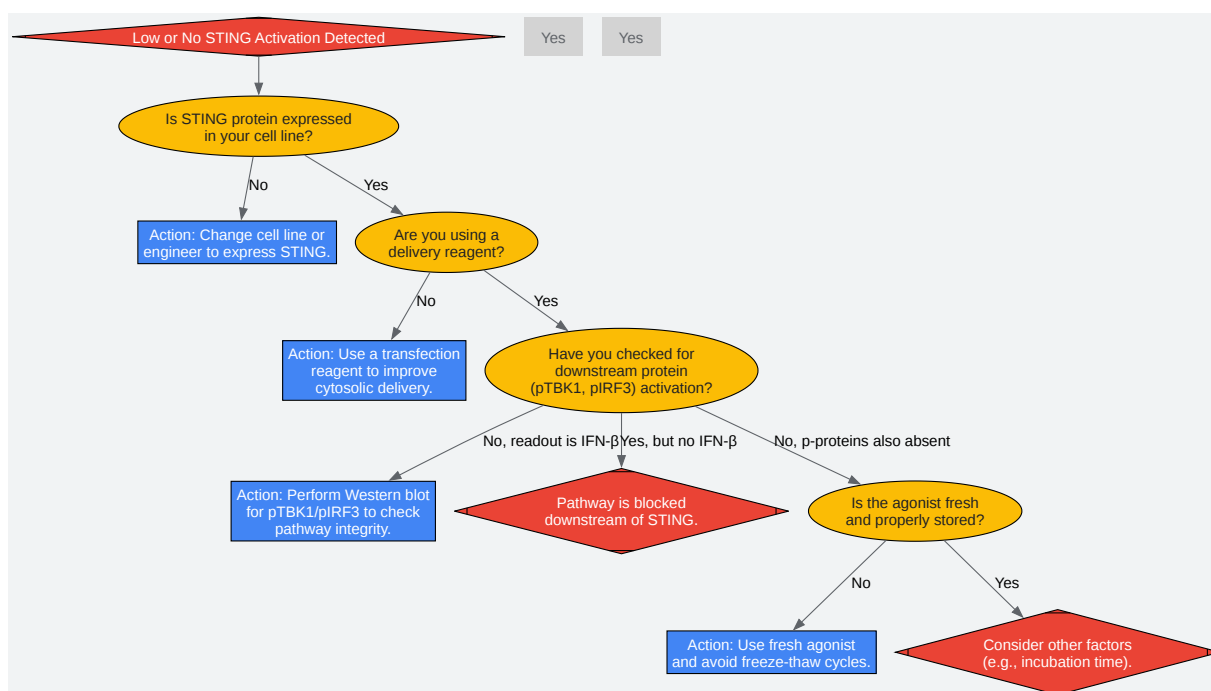 Low or No STING Activation Detected
Yes
Yes
Is STING protein expressed
in your cell line?
No
Yes
Action: Change cell line or
engineer to express STING.
Are you using a
delivery reagent?
No
Yes
Action: Use a transfection
reagent to improve
cytosolic delivery.
Have you checked for
downstream protein
(pTBK1, pIRF3) activation?
No, readout is IFN-β
Yes, but no IFN-β
No, p-proteins also absent
Action: Perform Western blot
for pTBK1/pIRF3 to check
pathway integrity.
Pathway is blocked
downstream of STING.
Is the agonist fresh
and properly stored?
No
Yes
Action: Use fresh agonist
and avoid freeze-thaw cycles.
Consider other factors
(e.g., incubation time).